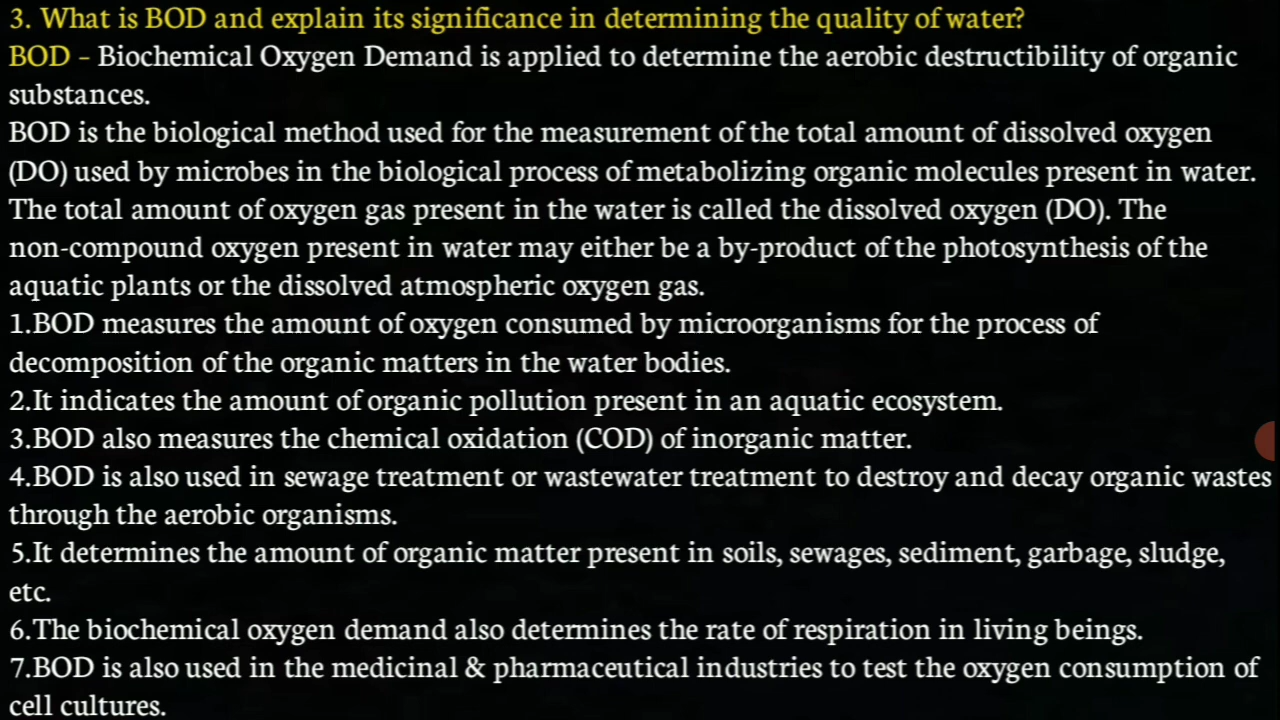 3. What is BOD and explain its significance in determining the quality of water?
BOD – Biochemical Oxygen Demand is applied to determine the aerobic destructibility of organic
substances.
BOD is the biological method used for the measurement of the total amount of dissolved oxygen
(DO) used by microbes in the biological process of metabolizing organic molecules present in water.
The total amount of oxygen gas present in the water is called the dissolved oxygen (DO). The
non-compound oxygen present in water may either be a by-product of the photosynthesis of the
aquatic plants or the dissolved atmospheric oxygen gas.
1.BOD measures the amount of oxygen consumed by microorganisms for the process of
decomposition of the organic matters in the water bodies.
2.It indicates the amount of organic pollution present in an aquatic ecosystem.
3.BOD also measures the chemical oxidation (COD) of inorganic matter.
4.BOD is also used in sewage treatment or wastewater treatment to destroy and decay organic wastes
through the aerobic organisms.
5.It determines the amount of organic matter present in soils, sewages, sediment, garbage, sludge,
etc.
6.The biochemical oxygen demand also determines the rate of respiration in living beings.
7.BOD is also used in the medicinal & pharmaceutical industries to test the oxygen consumption of
cell cultures.